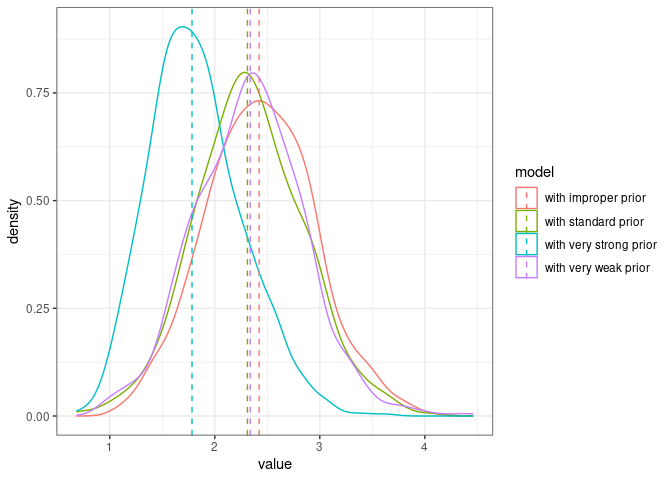 density
0.75
0.50
0.25
0.00
1
2
3
4
value
model
with improper prior
with standard prior
with very strong prior
with very weak prior